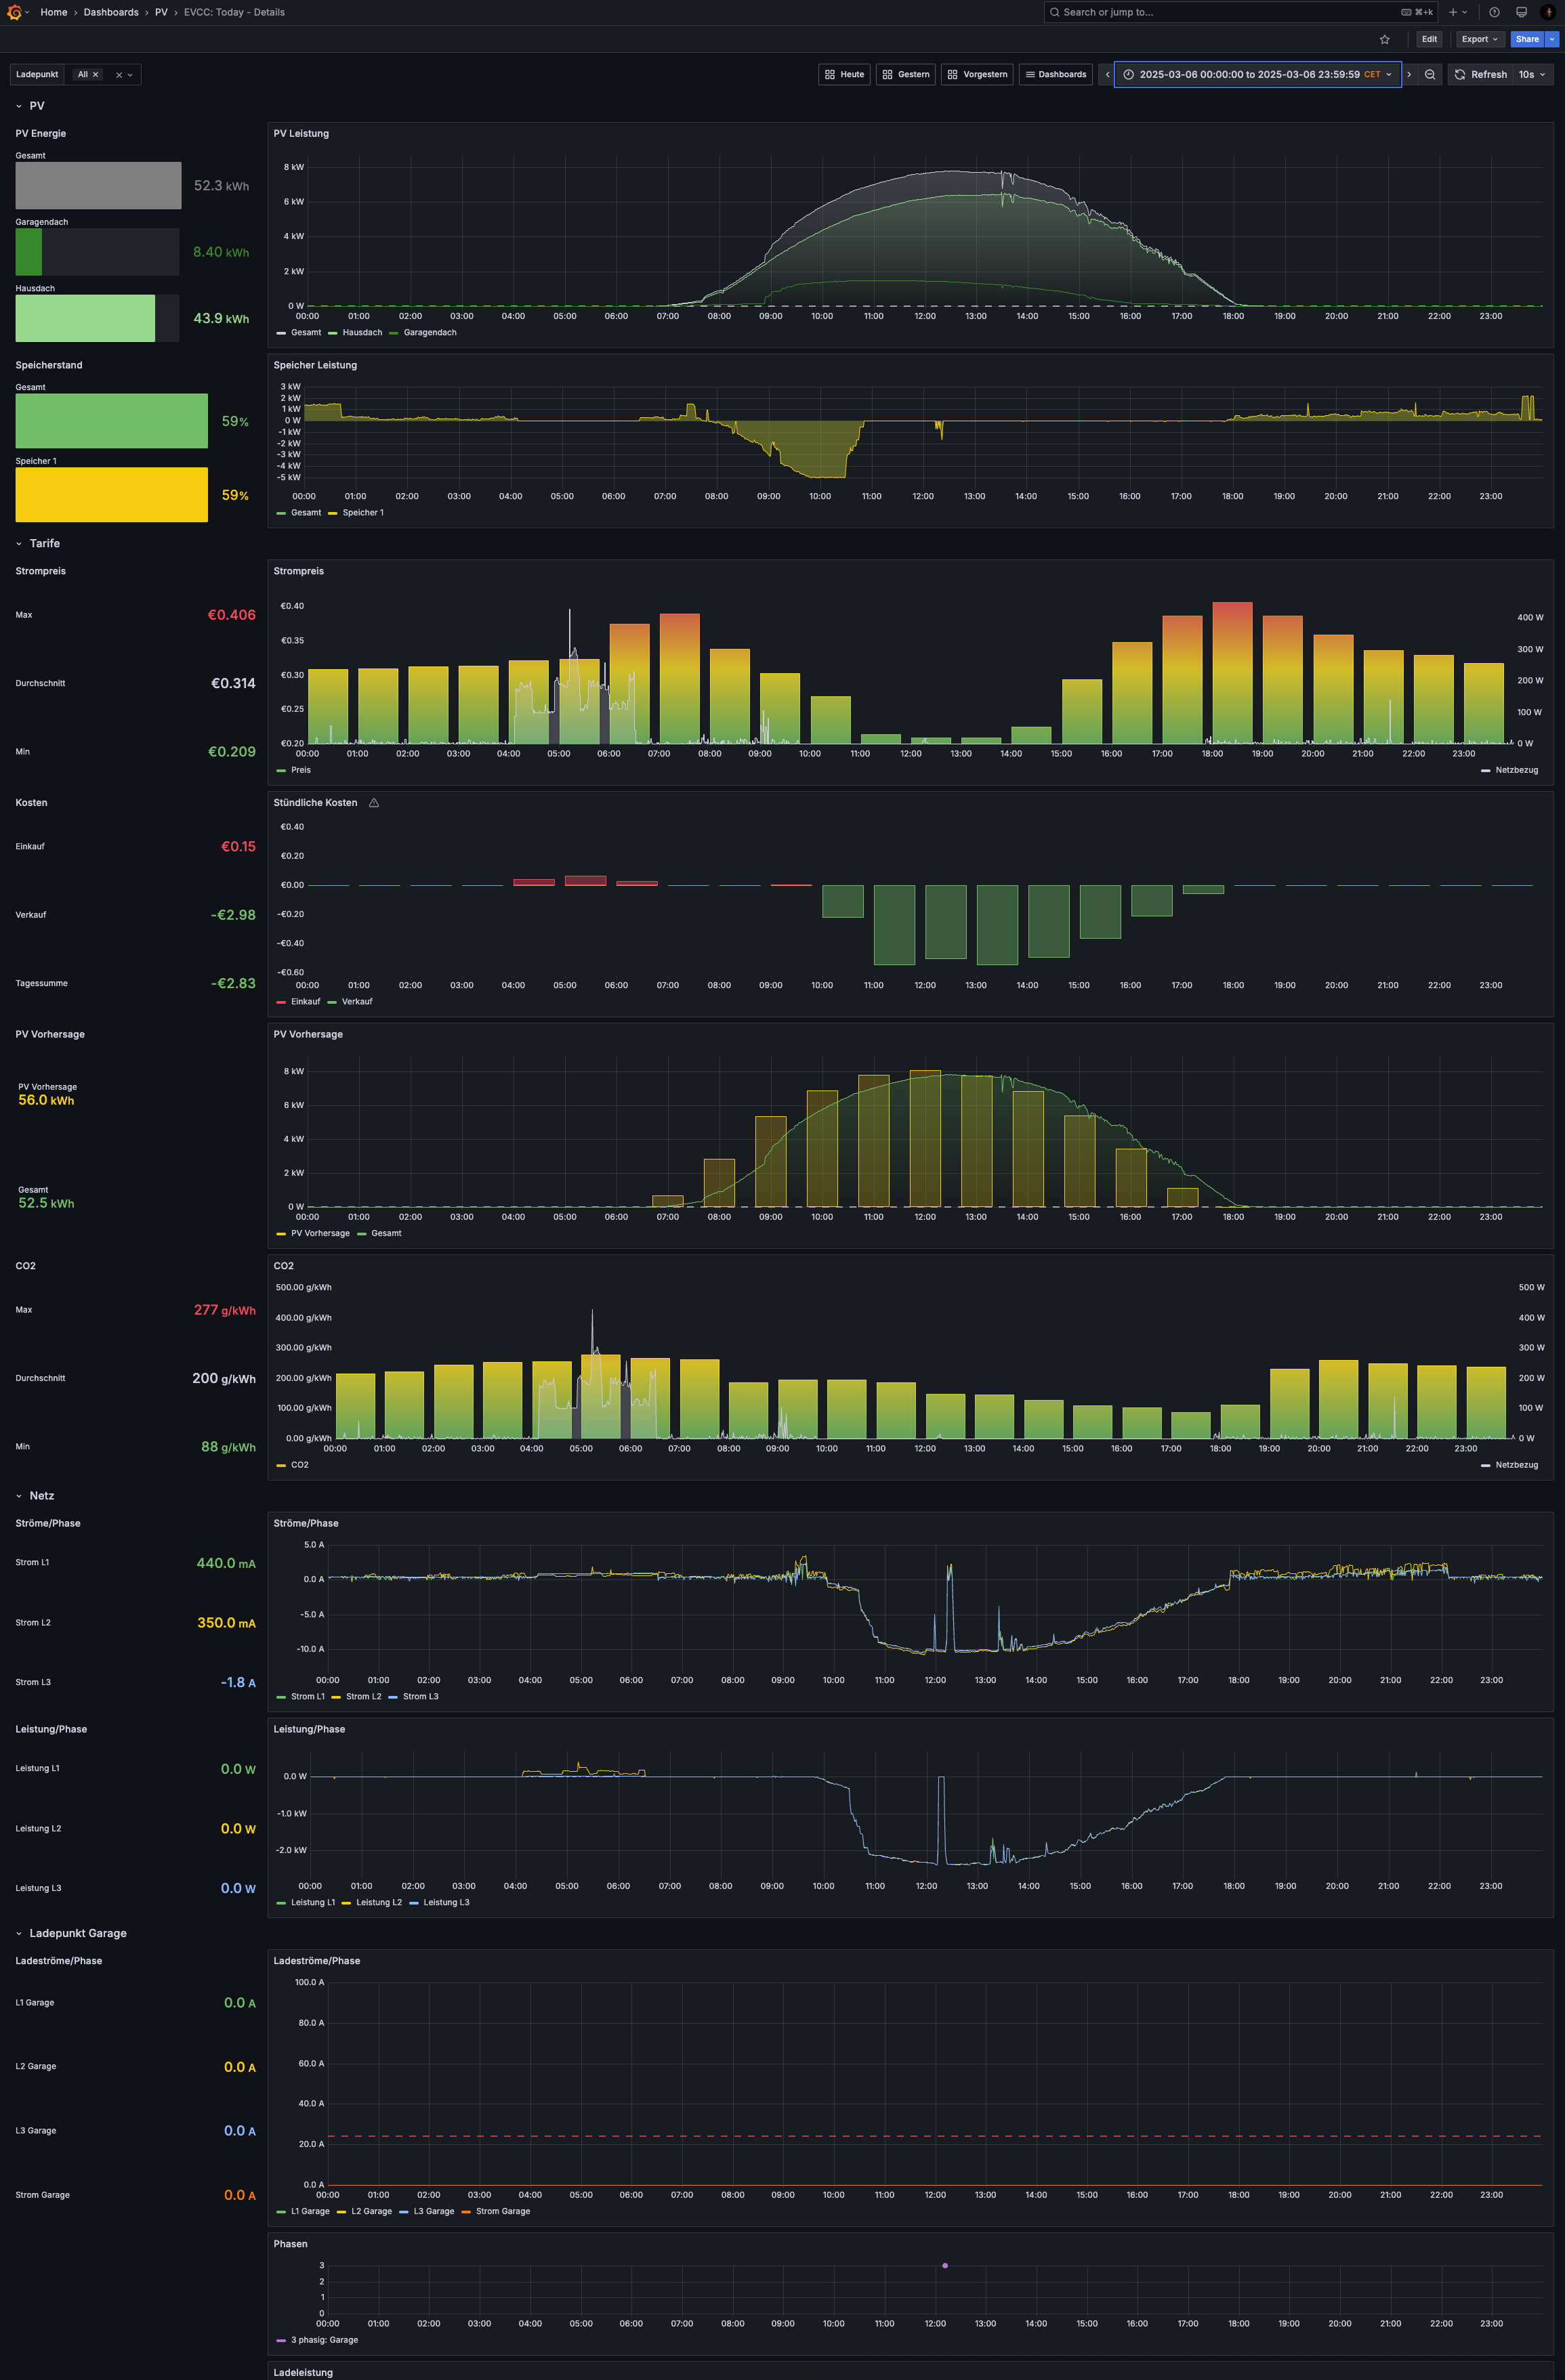 Home › Dashboards › PV › EVCC: Today - Details
Search or jump to... ⌘+k
Edit Export Share
Ladepunkt All × ×
Heute Gestern Vorgestern Dashboards 2025-03-06 00:00:00 to 2025-03-06 23:59:59 CET Refresh 10s
PV
PV Energie
Gesamt
52.3 kWh
Garagendach
8.40 kWh
Hausdach
43.9 kWh
PV Leistung
8 kW
6 kW
4 kW
2 kW
0 W
00:00 01:00 02:00 03:00 04:00 05:00 06:00 07:00 08:00 09:00 10:00 11:00 12:00 13:00 14:00 15:00 16:00 17:00 18:00 19:00 20:00 21:00 22:00 23:00
Gesamt Hausdach Garagendach
Speicherstand
Gesamt
59%
Speicher 1
59%
Speicher Leistung
3 kW
2 kW
1 kW
0 W
-1 kW
-2 kW
-3 kW
-4 kW
-5 kW
00:00 01:00 02:00 03:00 04:00 05:00 06:00 07:00 08:00 09:00 10:00 11:00 12:00 13:00 14:00 15:00 16:00 17:00 18:00 19:00 20:00 21:00 22:00 23:00
Gesamt Speicher 1
Tarife
Strompreis
Max €0.406
Durchschnitt €0.314
Min €0.209
Strompreis
€0.40
€0.35
€0.30
€0.25
€0.20
400 W
300 W
200 W
100 W
0 W
00:00 01:00 02:00 03:00 04:00 05:00 06:00 07:00 08:00 09:00 10:00 11:00 12:00 13:00 14:00 15:00 16:00 17:00 18:00 19:00 20:00 21:00 22:00 23:00
Preis Netzbezug
Kosten
Einkauf €0.15
Verkauf -€2.98
Tagessumme -€2.83
Stündliche Kosten
€0.40
€0.20
€0.00
-€0.20
-€0.40
-€0.60
00:00 01:00 02:00 03:00 04:00 05:00 06:00 07:00 08:00 09:00 10:00 11:00 12:00 13:00 14:00 15:00 16:00 17:00 18:00 19:00 20:00 21:00 22:00 23:00
Einkauf Verkauf
PV Vorhersage
PV Vorhersage
56.0 kWh
Gesamt
52.5 kWh
PV Vorhersage
8 kW
6 kW
4 kW
2 kW
0 W
00:00 01:00 02:00 03:00 04:00 05:00 06:00 07:00 08:00 09:00 10:00 11:00 12:00 13:00 14:00 15:00 16:00 17:00 18:00 19:00 20:00 21:00 22:00 23:00
PV Vorhersage Gesamt
CO2
Max 277 g/kWh
Durchschnitt 200 g/kWh
Min 88 g/kWh
CO2
500.00 g/kWh
400.00 g/kWh
300.00 g/kWh
200.00 g/kWh
100.00 g/kWh
0.00 g/kWh
500 W
400 W
300 W
200 W
100 W
0 W
00:00 01:00 02:00 03:00 04:00 05:00 06:00 07:00 08:00 09:00 10:00 11:00 12:00 13:00 14:00 15:00 16:00 17:00 18:00 19:00 20:00 21:00 22:00 23:00
CO2 Netzbezug
Netz
Ströme/Phase
Strom L1 440.0 mA
Strom L2 350.0 mA
Strom L3 -1.8 A
Ströme/Phase
5.0 A
0.0 A
-5.0 A
-10.0 A
00:00 01:00 02:00 03:00 04:00 05:00 06:00 07:00 08:00 09:00 10:00 11:00 12:00 13:00 14:00 15:00 16:00 17:00 18:00 19:00 20:00 21:00 22:00 23:00
Strom L1 Strom L2 Strom L3
Leistung/Phase
Leistung L1 0.0 W
Leistung L2 0.0 W
Leistung L3 0.0 W
Leistung/Phase
0.0 W
-1.0 kW
-2.0 kW
00:00 01:00 02:00 03:00 04:00 05:00 06:00 07:00 08:00 09:00 10:00 11:00 12:00 13:00 14:00 15:00 16:00 17:00 18:00 19:00 20:00 21:00 22:00 23:00
Leistung L1 Leistung L2 Leistung L3
Ladepunkt Garage
Ladeströme/Phase
L1 Garage 0.0 A
L2 Garage 0.0 A
L3 Garage 0.0 A
Strom Garage 0.0 A
Ladeströme/Phase
100.0 A
80.0 A
60.0 A
40.0 A
20.0 A
0.0 A
00:00 01:00 02:00 03:00 04:00 05:00 06:00 07:00 08:00 09:00 10:00 11:00 12:00 13:00 14:00 15:00 16:00 17:00 18:00 19:00 20:00 21:00 22:00 23:00
L1 Garage L2 Garage L3 Garage Strom Garage
Phasen
3
2
1
0
00:00 01:00 02:00 03:00 04:00 05:00 06:00 07:00 08:00 09:00 10:00 11:00 12:00 13:00 14:00 15:00 16:00 17:00 18:00 19:00 20:00 21:00 22:00 23:00
3 phasig: Garage
Ladeleistung